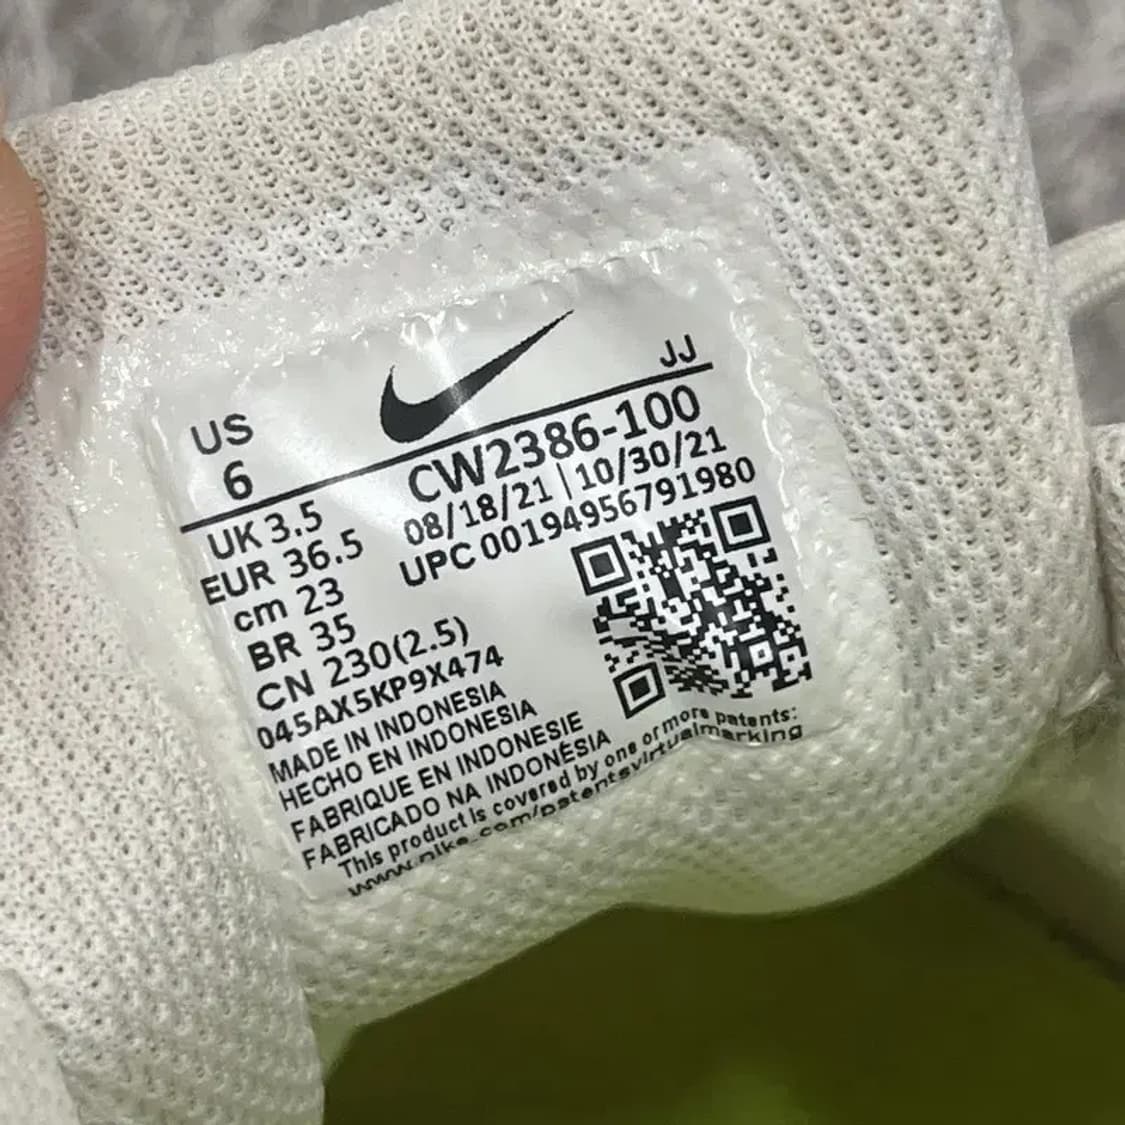 JJ
US
6
CW2386-100
08/18/21 | 10/30/21
UPC 00194956791980
UK 3.5
EUR 36.5
cm 23
BR 35
CN 230(2.5)
045AX5KP9X474
MADE IN INDONESIA
HECHO EN INDONESIA
FABRIQUE EN INDONESIE
FABRICADO NA INDONÉSIA
This product is covered by one or more patents:
www.nike.com/patentsvirtualmarking